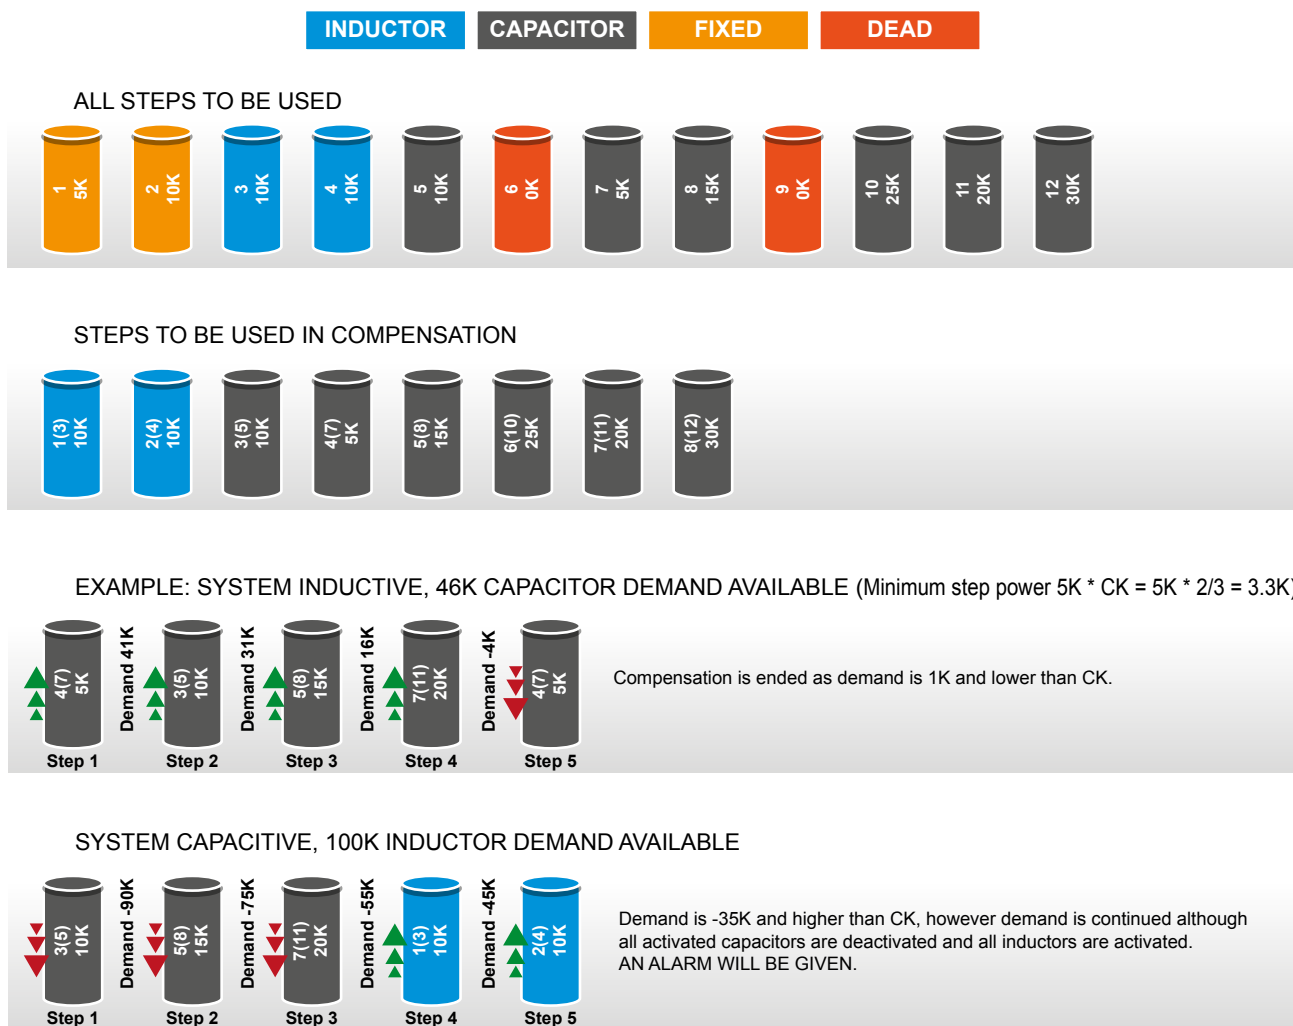 INDUCTOR CAPACITOR FIXED DEAD
ALL STEPS TO BE USED
1 5K
2 10K
3 10K
4 10K
5 10K
6 0K
7 5K
8 15K
9 0K
10 25K
11 20K
12 30K
STEPS TO BE USED IN COMPENSATION
1(3) 10K
2(4) 10K
3(5) 10K
4(7) 5K
5(8) 15K
6(10) 25K
7(11) 20K
8(12) 30K
EXAMPLE: SYSTEM INDUCTIVE, 46K CAPACITOR DEMAND AVAILABLE (Minimum step power 5K * CK = 5K * 2/3 = 3.3K)
4(7) 5K
Demand 41K
3(5) 10K
Demand 31K
5(8) 15K
Demand 16K
7(11) 20K
Demand -4K
4(7) 5K
Compensation is ended as demand is 1K and lower than CK.
Step 1 Step 2 Step 3 Step 4 Step 5
SYSTEM CAPACITIVE, 100K INDUCTOR DEMAND AVAILABLE
3(5) 10K
Demand -90K
5(8) 15K
Demand -75K
7(11) 20K
Demand -55K
1(3) 10K
Demand -45K
2(4) 10K
Demand is -35K and higher than CK, however demand is continued although
all activated capacitors are deactivated and all inductors are activated.
AN ALARM WILL BE GIVEN.
Step 1 Step 2 Step 3 Step 4 Step 5